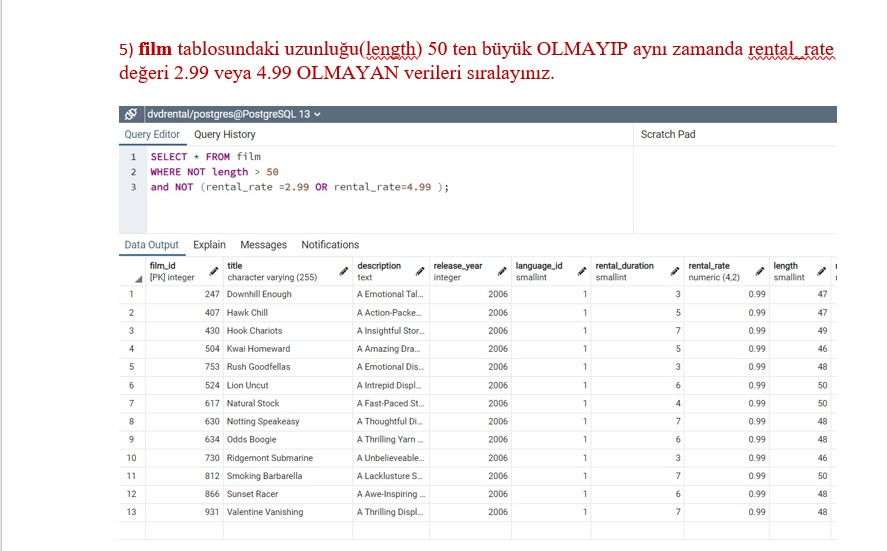 5) film tablosundaki uzunluğu(length) 50 ten büyük OLMAYIP aynı zamanda rental_rate
değeri 2.99 veya 4.99 OLMAYAN verileri sıralayınız.
dvdrental/postgres@PostgreSQL 13
Query Editor Query History Scratch Pad
1 SELECT * FROM film
2 WHERE NOT length > 50
3 and NOT (rental_rate =2.99 OR rental_rate=4.99 );
Data Output Explain Messages Notifications
film_id title description release_year language_id rental_duration rental_rate length
[PK] integer character varying (255) text integer smallint smallint numeric (4,2) smallint
1 247 Downhill Enough A Emotional Tal... 2006 1 3 0.99 47
2 407 Hawk Chill A Action-Packe... 2006 1 5 0.99 47
3 430 Hook Chariots A Insightful Stor... 2006 1 7 0.99 49
4 504 Kwai Homeward A Amazing Dra... 2006 1 5 0.99 46
5 753 Rush Goodfellas A Emotional Dis... 2006 1 3 0.99 48
6 524 Lion Uncut A Intrepid Displ... 2006 1 6 0.99 50
7 617 Natural Stock A Fast-Paced St... 2006 1 4 0.99 50
8 630 Notting Speakeasy A Thoughtful Di... 2006 1 7 0.99 48
9 634 Odds Boogie A Thrilling Yarn ... 2006 1 6 0.99 48
10 730 Ridgemont Submarine A Unbelieveable... 2006 1 3 0.99 46
11 812 Smoking Barbarella A Lacklusture S... 2006 1 7 0.99 50
12 866 Sunset Racer A Awe-Inspiring ... 2006 1 6 0.99 48
13 931 Valentine Vanishing A Thrilling Displ... 2006 1 7 0.99 48